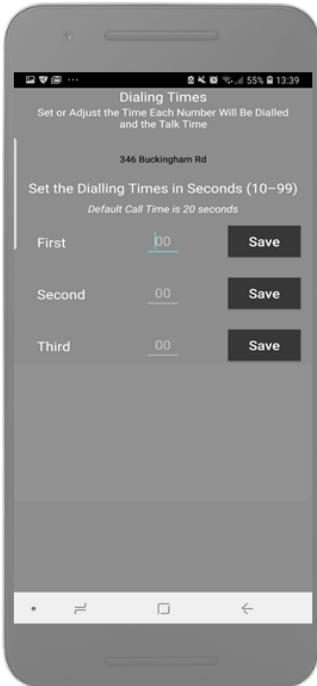 55% 13:39
Dialing Times
Set or Adjust the Time Each Number Will Be Dialled
and the Talk Time
346 Buckingham Rd
Set the Dialling Times in Seconds (10–99)
Default Call Time is 20 seconds
First 00 Save
Second 00 Save
Third 00 Save